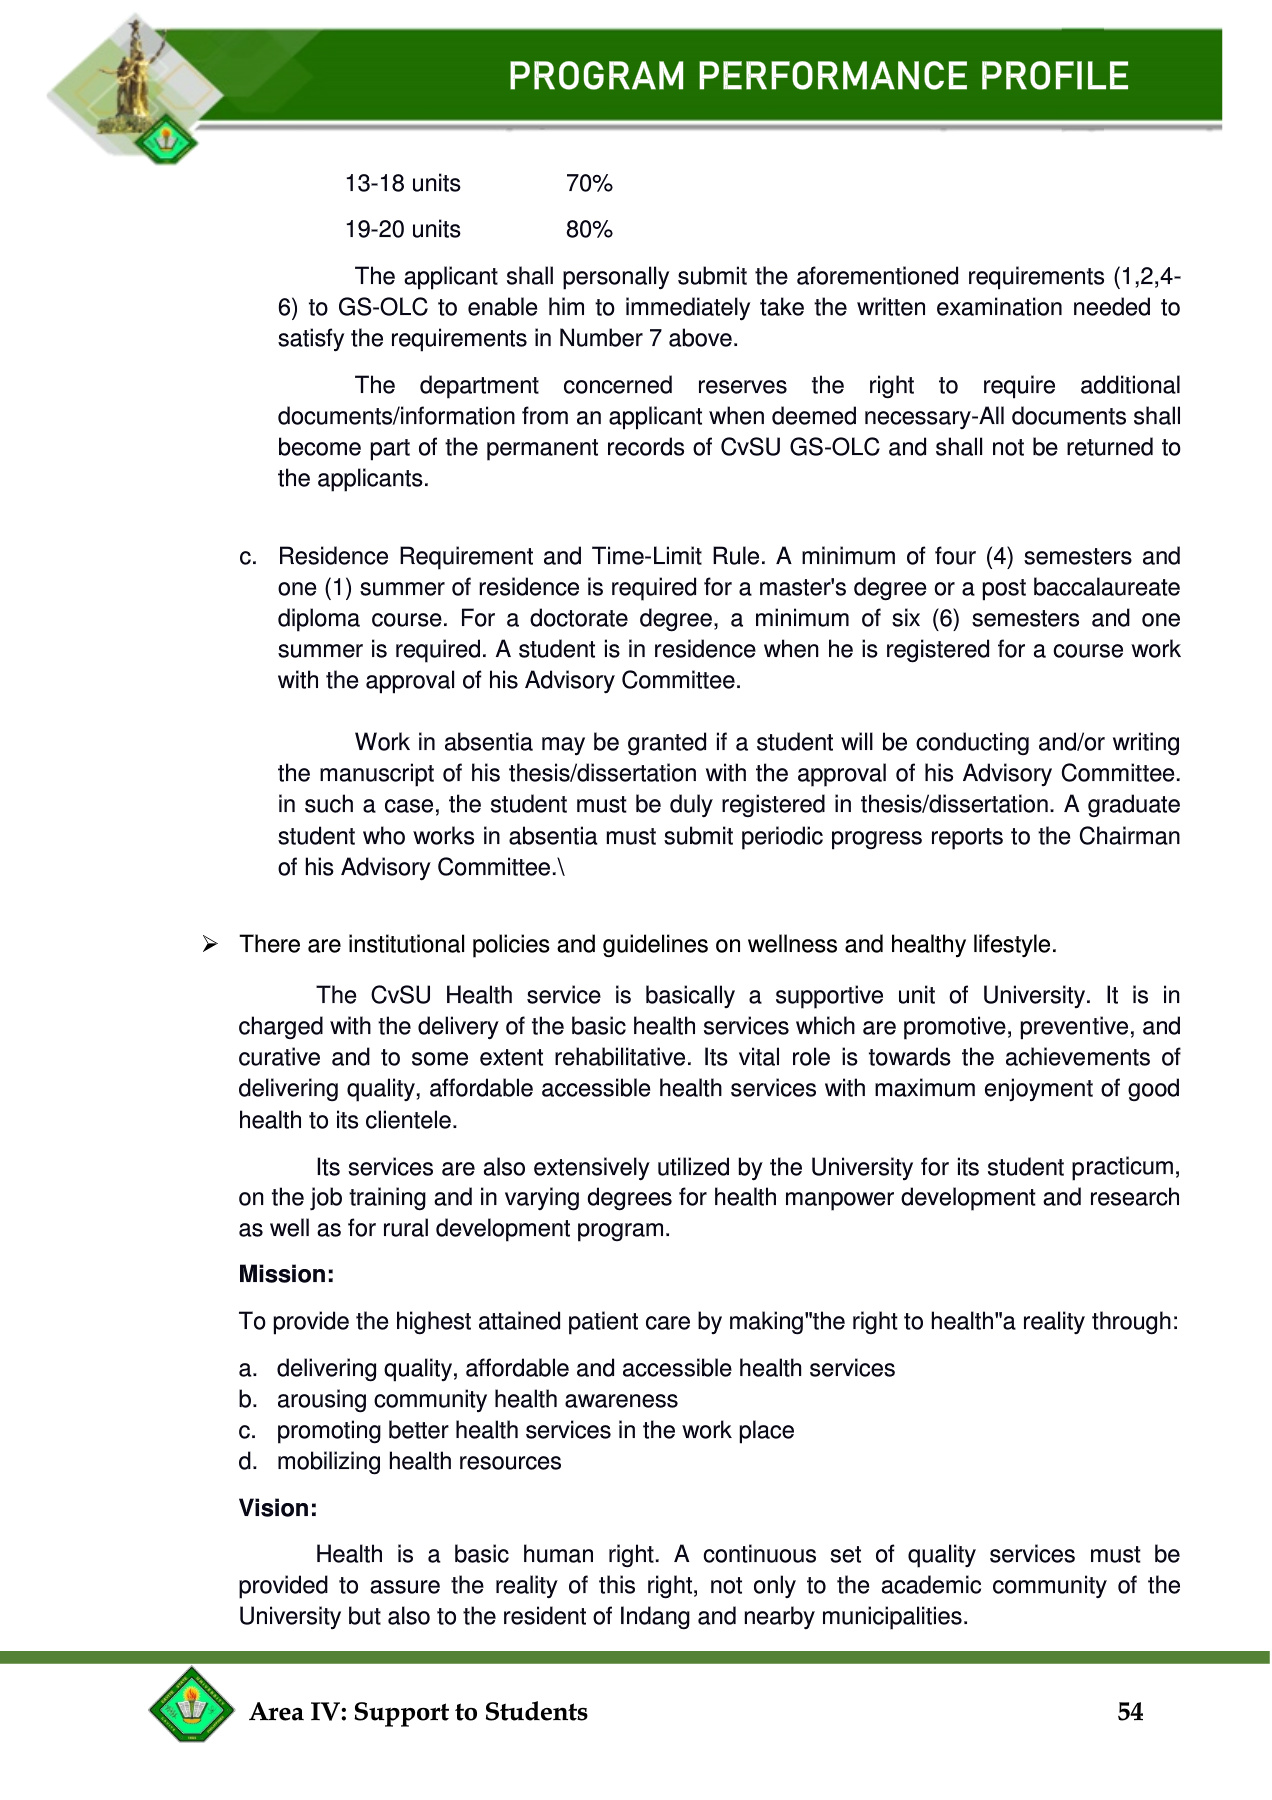 PROGRAM PERFORMANCE PROFILE
13-18 units 70%
19-20 units 80%
The applicant shall personally submit the aforementioned requirements (1,2,4-
6) to GS-OLC to enable him to immediately take the written examination needed to
satisfy the requirements in Number 7 above.
The department concerned reserves the right to require additional
documents/information from an applicant when deemed necessary-All documents shall
become part of the permanent records of CvSU GS-OLC and shall not be returned to
the applicants.
c. Residence Requirement and Time-Limit Rule. A minimum of four (4) semesters and
one (1) summer of residence is required for a master's degree or a post baccalaureate
diploma course. For a doctorate degree, a minimum of six (6) semesters and one
summer is required. A student is in residence when he is registered for a course work
with the approval of his Advisory Committee.
Work in absentia may be granted if a student will be conducting and/or writing
the manuscript of his thesis/dissertation with the approval of his Advisory Committee.
in such a case, the student must be duly registered in thesis/dissertation. A graduate
student who works in absentia must submit periodic progress reports to the Chairman
of his Advisory Committee.\
➢ There are institutional policies and guidelines on wellness and healthy lifestyle.
The CvSU Health service is basically a supportive unit of University. It is in
charged with the delivery of the basic health services which are promotive, preventive, and
curative and to some extent rehabilitative. Its vital role is towards the achievements of
delivering quality, affordable accessible health services with maximum enjoyment of good
health to its clientele.
Its services are also extensively utilized by the University for its student practicum,
on the job training and in varying degrees for health manpower development and research
as well as for rural development program.
Mission:
To provide the highest attained patient care by making"the right to health"a reality through:
a. delivering quality, affordable and accessible health services
b. arousing community health awareness
c. promoting better health services in the work place
d. mobilizing health resources
Vision:
Health is a basic human right. A continuous set of quality services must be
provided to assure the reality of this right, not only to the academic community of the
University but also to the resident of Indang and nearby municipalities.
Area IV: Support to Students 54